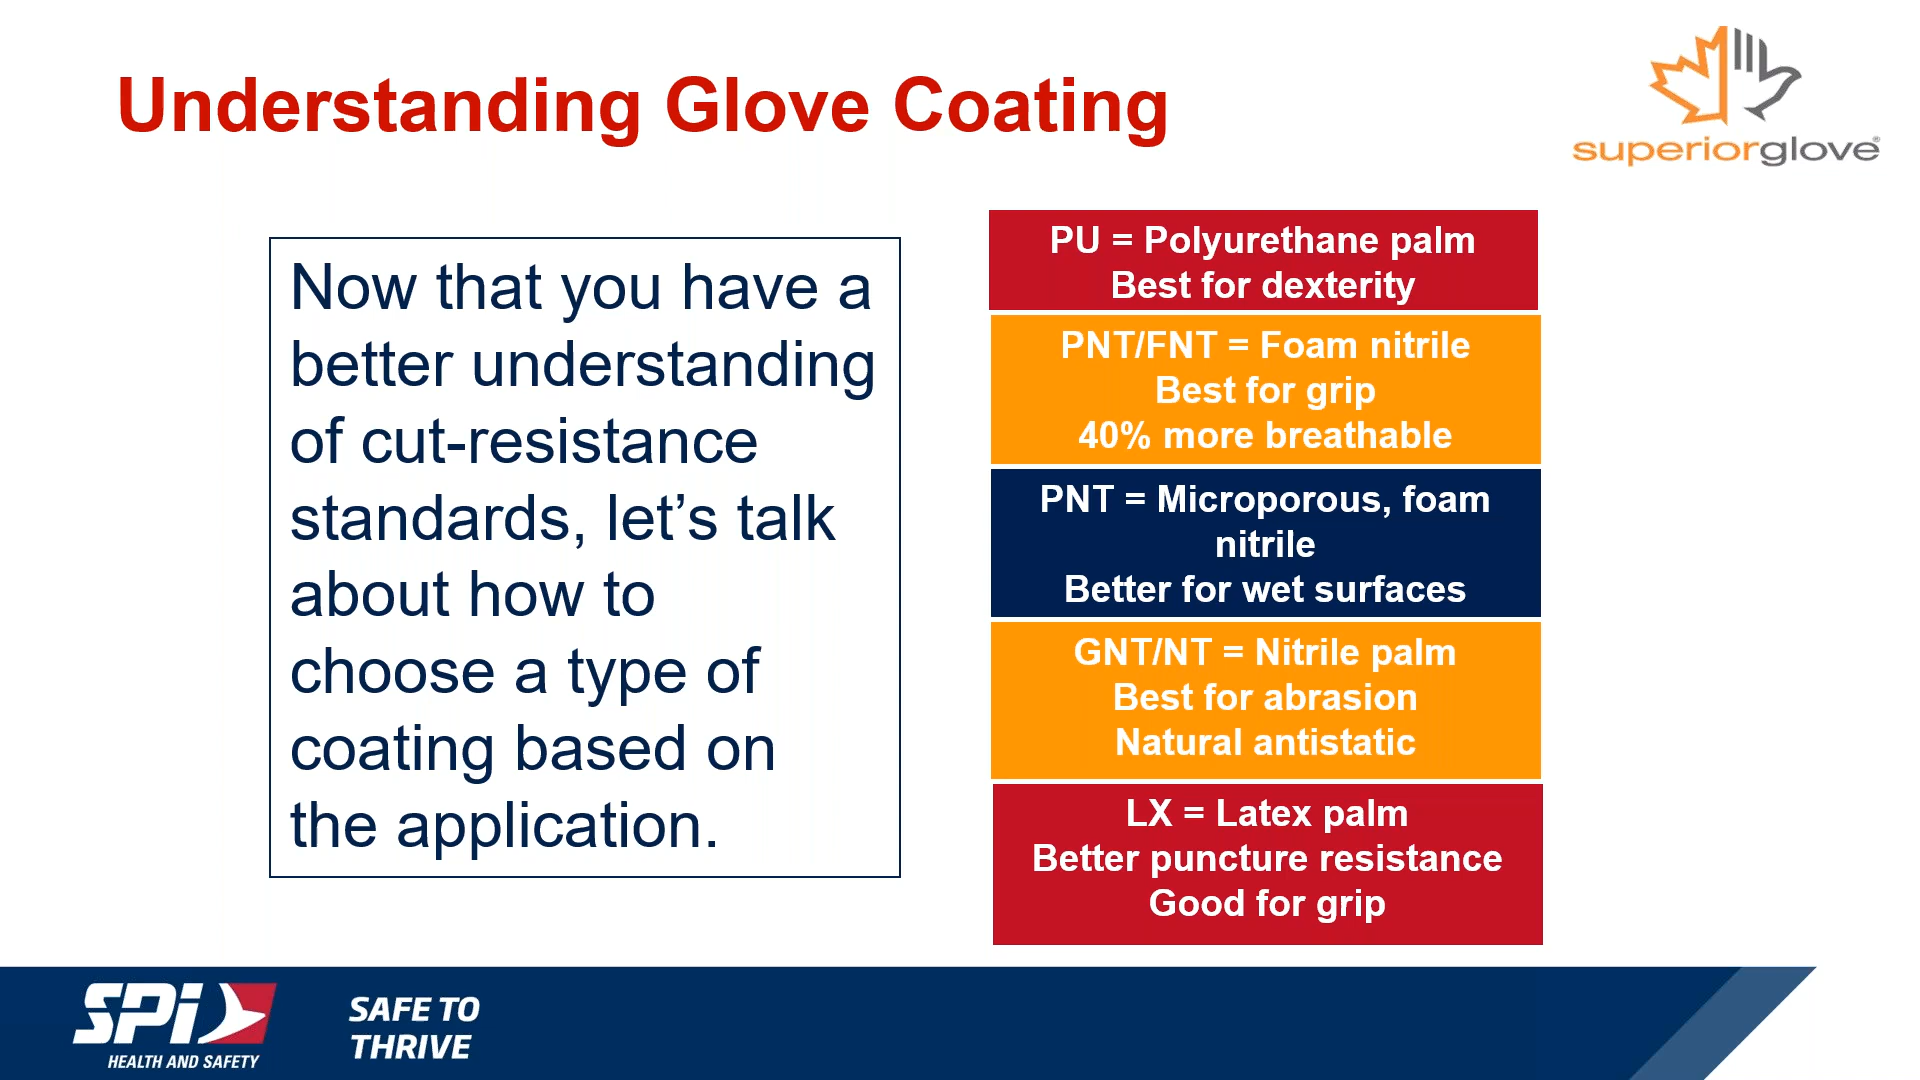 Understanding Glove Coating
superiorglove®
Now that you have a
better understanding
of cut-resistance
standards, let’s talk
about how to
choose a type of
coating based on
the application.
PU = Polyurethane palm
Best for dexterity
PNT/FNT = Foam nitrile
Best for grip
40% more breathable
PNT = Microporous, foam
nitrile
Better for wet surfaces
GNT/NT = Nitrile palm
Best for abrasion
Natural antistatic
LX = Latex palm
Better puncture resistance
Good for grip
SPi
HEALTH AND SAFETY
SAFE TO
THRIVE